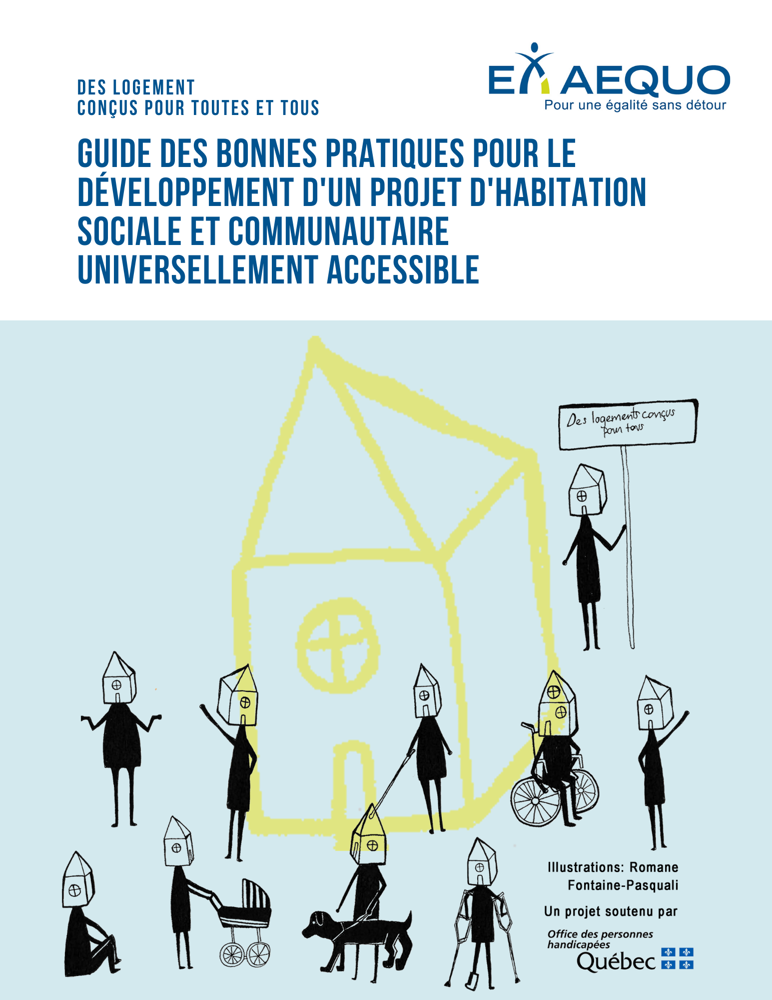 EX AEQUO
Pour une égalité sans détour
DES LOGEMENT
CONÇUS POUR TOUTES ET TOUS
GUIDE DES BONNES PRATIQUES POUR LE
DÉVELOPPEMENT D'UN PROJET D'HABITATION
SOCIALE ET COMMUNAUTAIRE
UNIVERSELLEMENT ACCESSIBLE
Des logements conçus
pour tous
Illustrations: Romane
Fontaine-Pasquali
Un projet soutenu par
Office des personnes
handicapées
Québec